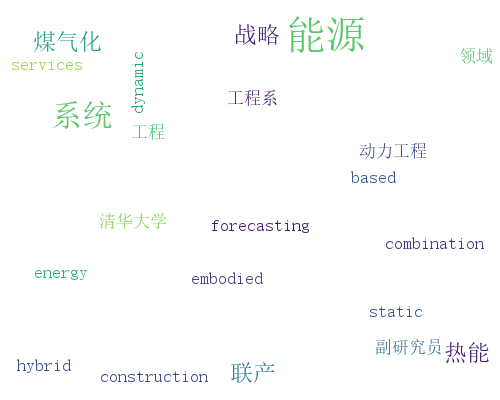 战略 能源
煤气化
领域
services
dynamic
工程系
系统
工程
动力工程
based
清华大学
forecasting
combination
energy
embodied
static
副研究员 热能
hybrid
联产
construction